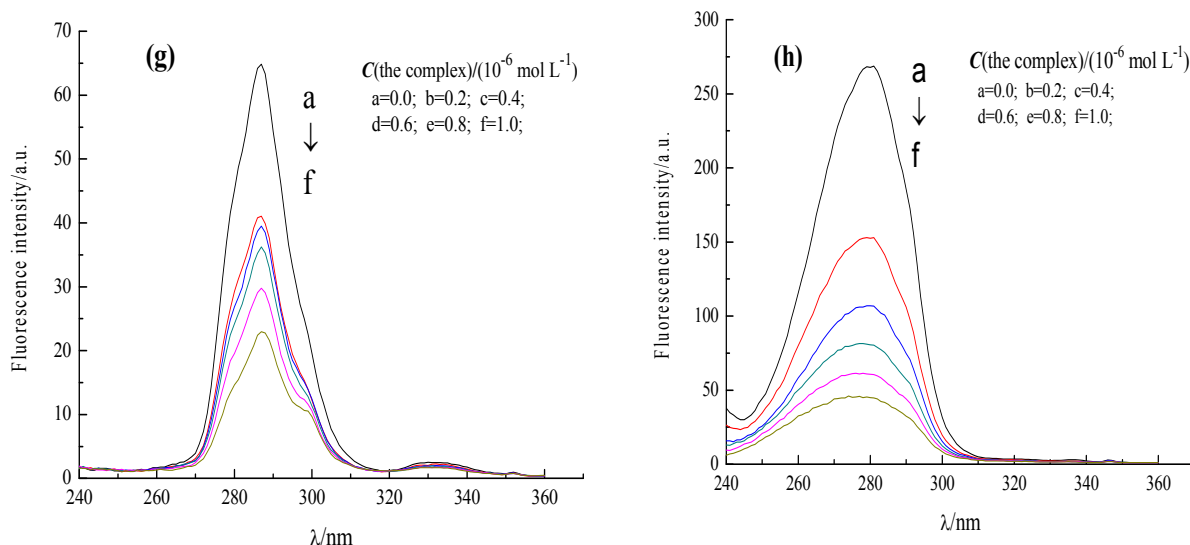 (g)
C(the complex)/(10⁻⁶ mol L⁻¹)
a=0.0; b=0.2; c=0.4;
d=0.6; e=0.8; f=1.0;
a
↓
f
Fluorescence intensity/a.u.
70
60
50
40
30
20
10
0
240 260 280 300 320 340 360
λ/nm
(h)
C(the complex)/(10⁻⁶ mol L⁻¹)
a=0.0; b=0.2; c=0.4;
d=0.6; e=0.8; f=1.0;
a
↓
f
Fluorescence intensity/a.u.
300
250
200
150
100
50
0
240 260 280 300 320 340 360
λ/nm